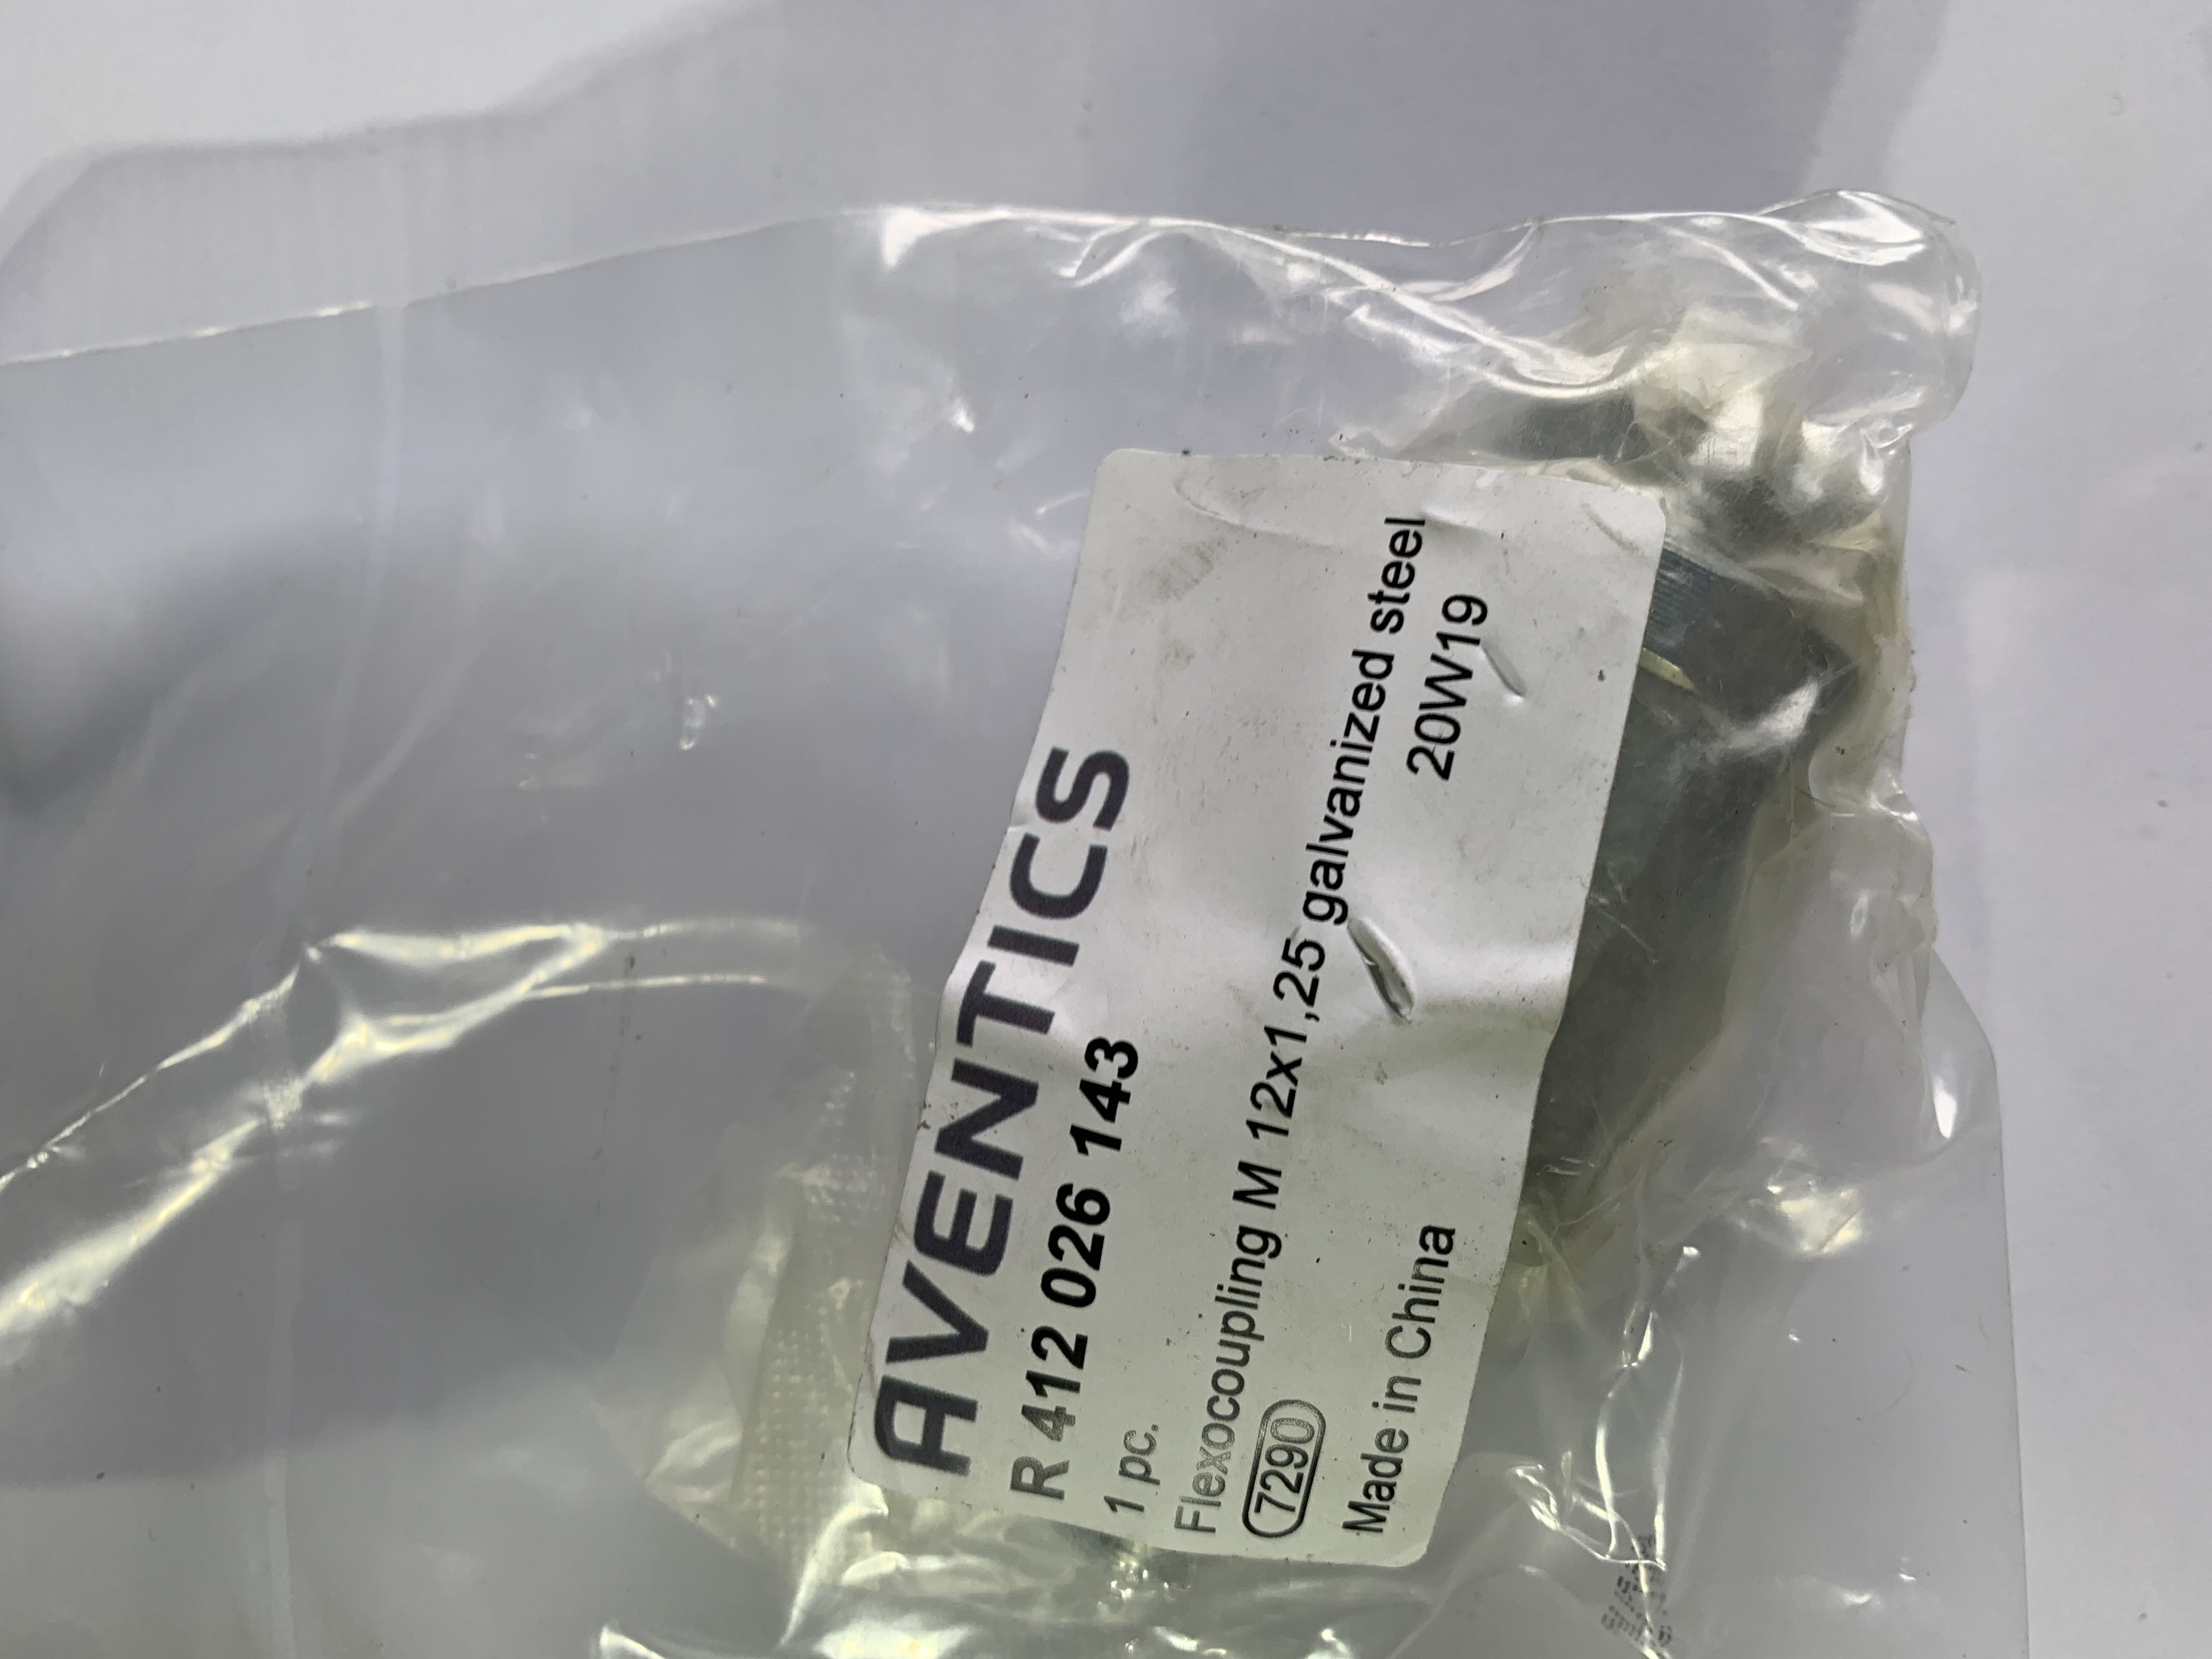 AVENTICS
R 412 026 143
1 pc.
Flexocoupling M 12x1,25 galvanized steel
7290 20W19
Made in China